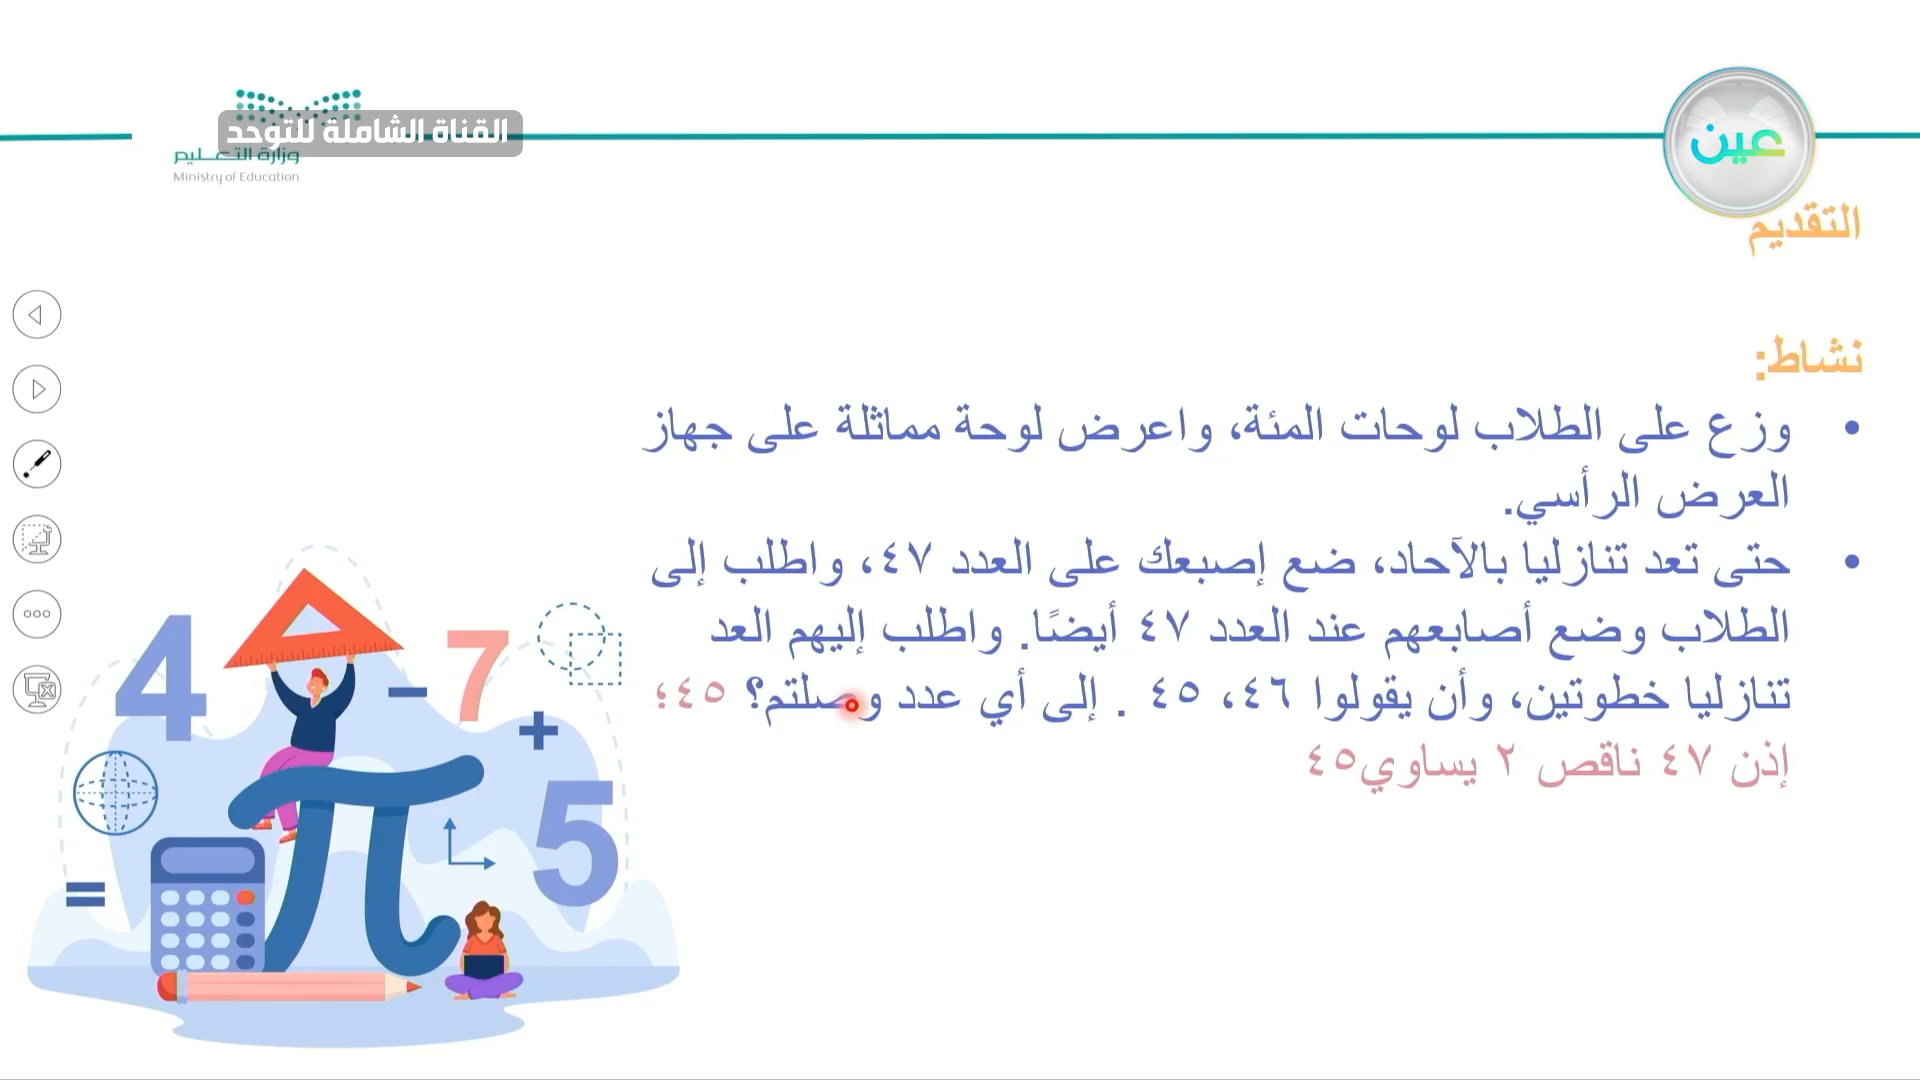 القناة الشاملة للتوحد
وزارة التعليم
Ministry of Education
عين
التقديم
نشاط:
• وزع على الطلاب لوحات المئة، واعرض لوحة مماثلة على جهاز
العرض الرأسي.
• حتى تعد تنازليا بالآحاد، ضع إصبعك على العدد ٤٧، واطلب إلى
الطلاب وضع أصابعهم عند العدد ٤٧ أيضًا. واطلب إليهم العد
تنازليا خطوتين، وأن يقولوا ٤٦، ٤٥ . إلى أي عدد وصلتم؟ ٤٥؛
إذن ٤٧ ناقص ٢ يساوي٤٥
4
- 7
+
5
=
π